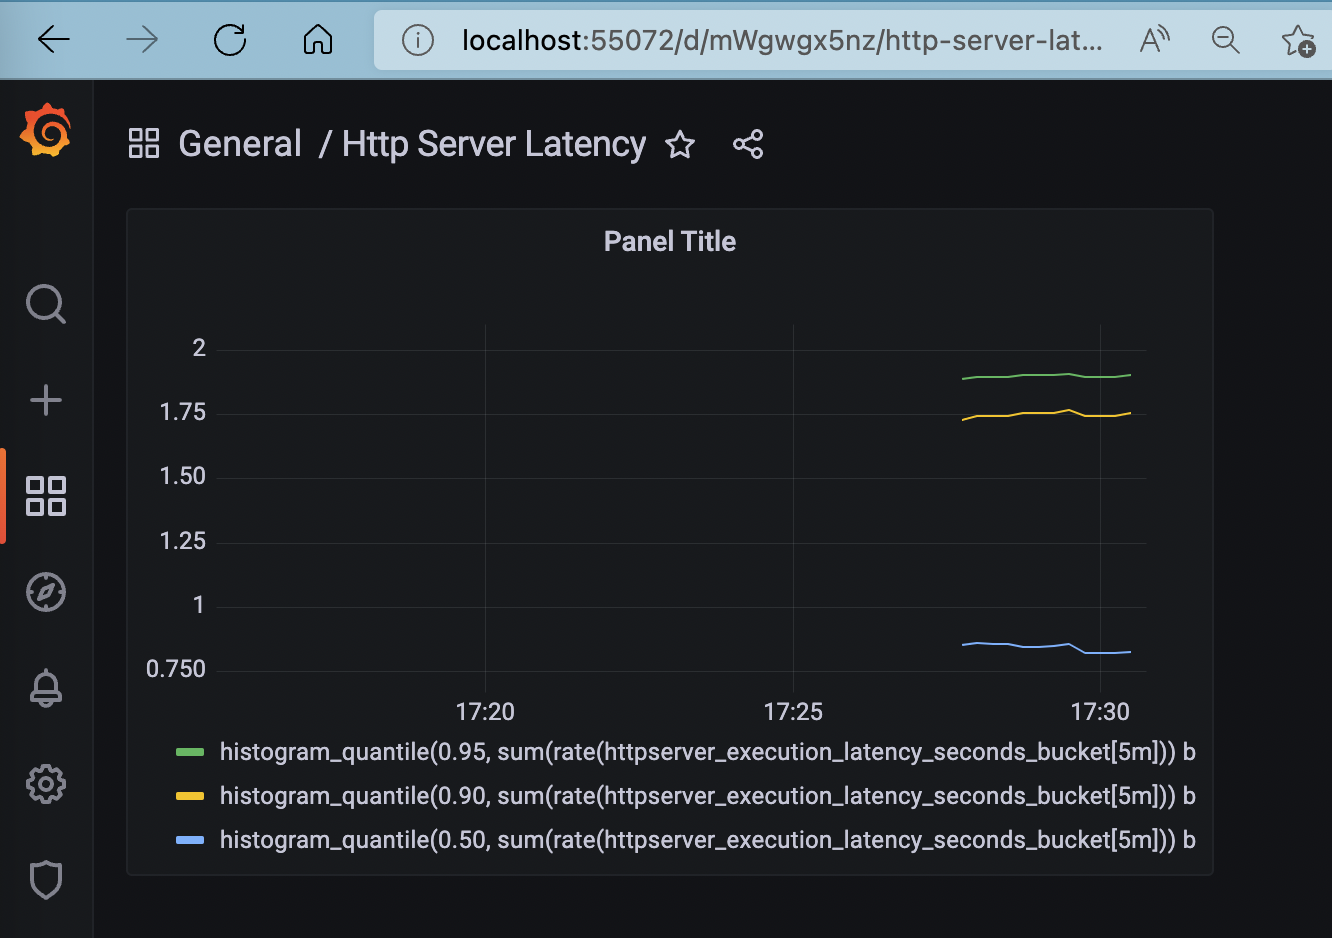 localhost:55072/d/mWgwgx5nz/http-server-lat...
General / Http Server Latency
Panel Title
2
1.75
1.50
1.25
1
0.750
17:20 17:25 17:30
histogram_quantile(0.95, sum(rate(httpserver_execution_latency_seconds_bucket[5m])) b
histogram_quantile(0.90, sum(rate(httpserver_execution_latency_seconds_bucket[5m])) b
histogram_quantile(0.50, sum(rate(httpserver_execution_latency_seconds_bucket[5m])) b